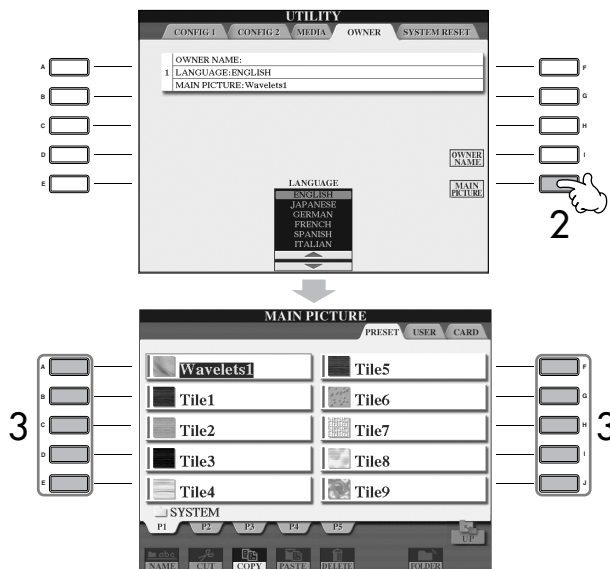 UTILITY
CONFIG 1 CONFIG 2 MEDIA OWNER SYSTEM RESET
OWNER NAME:
1 LANGUAGE:ENGLISH
MAIN PICTURE:Wavelets1
A
B
C
D
E
F
G
H
I
OWNER NAME
MAIN PICTURE
2
LANGUAGE
ENGLISH
JAPANESE
GERMAN
FRENCH
SPANISH
ITALIAN
MAIN PICTURE
PRESET USER CARD
A Wavelets1 Tile5 F
B Tile1 Tile6 G
3 C Tile2 Tile7 H 3
D Tile3 Tile8 I
E Tile4 Tile9 J
SYSTEM
P1 P2 P3 P4 P5 UP
abc
NAME CUT COPY PASTE DELETE FOLDER